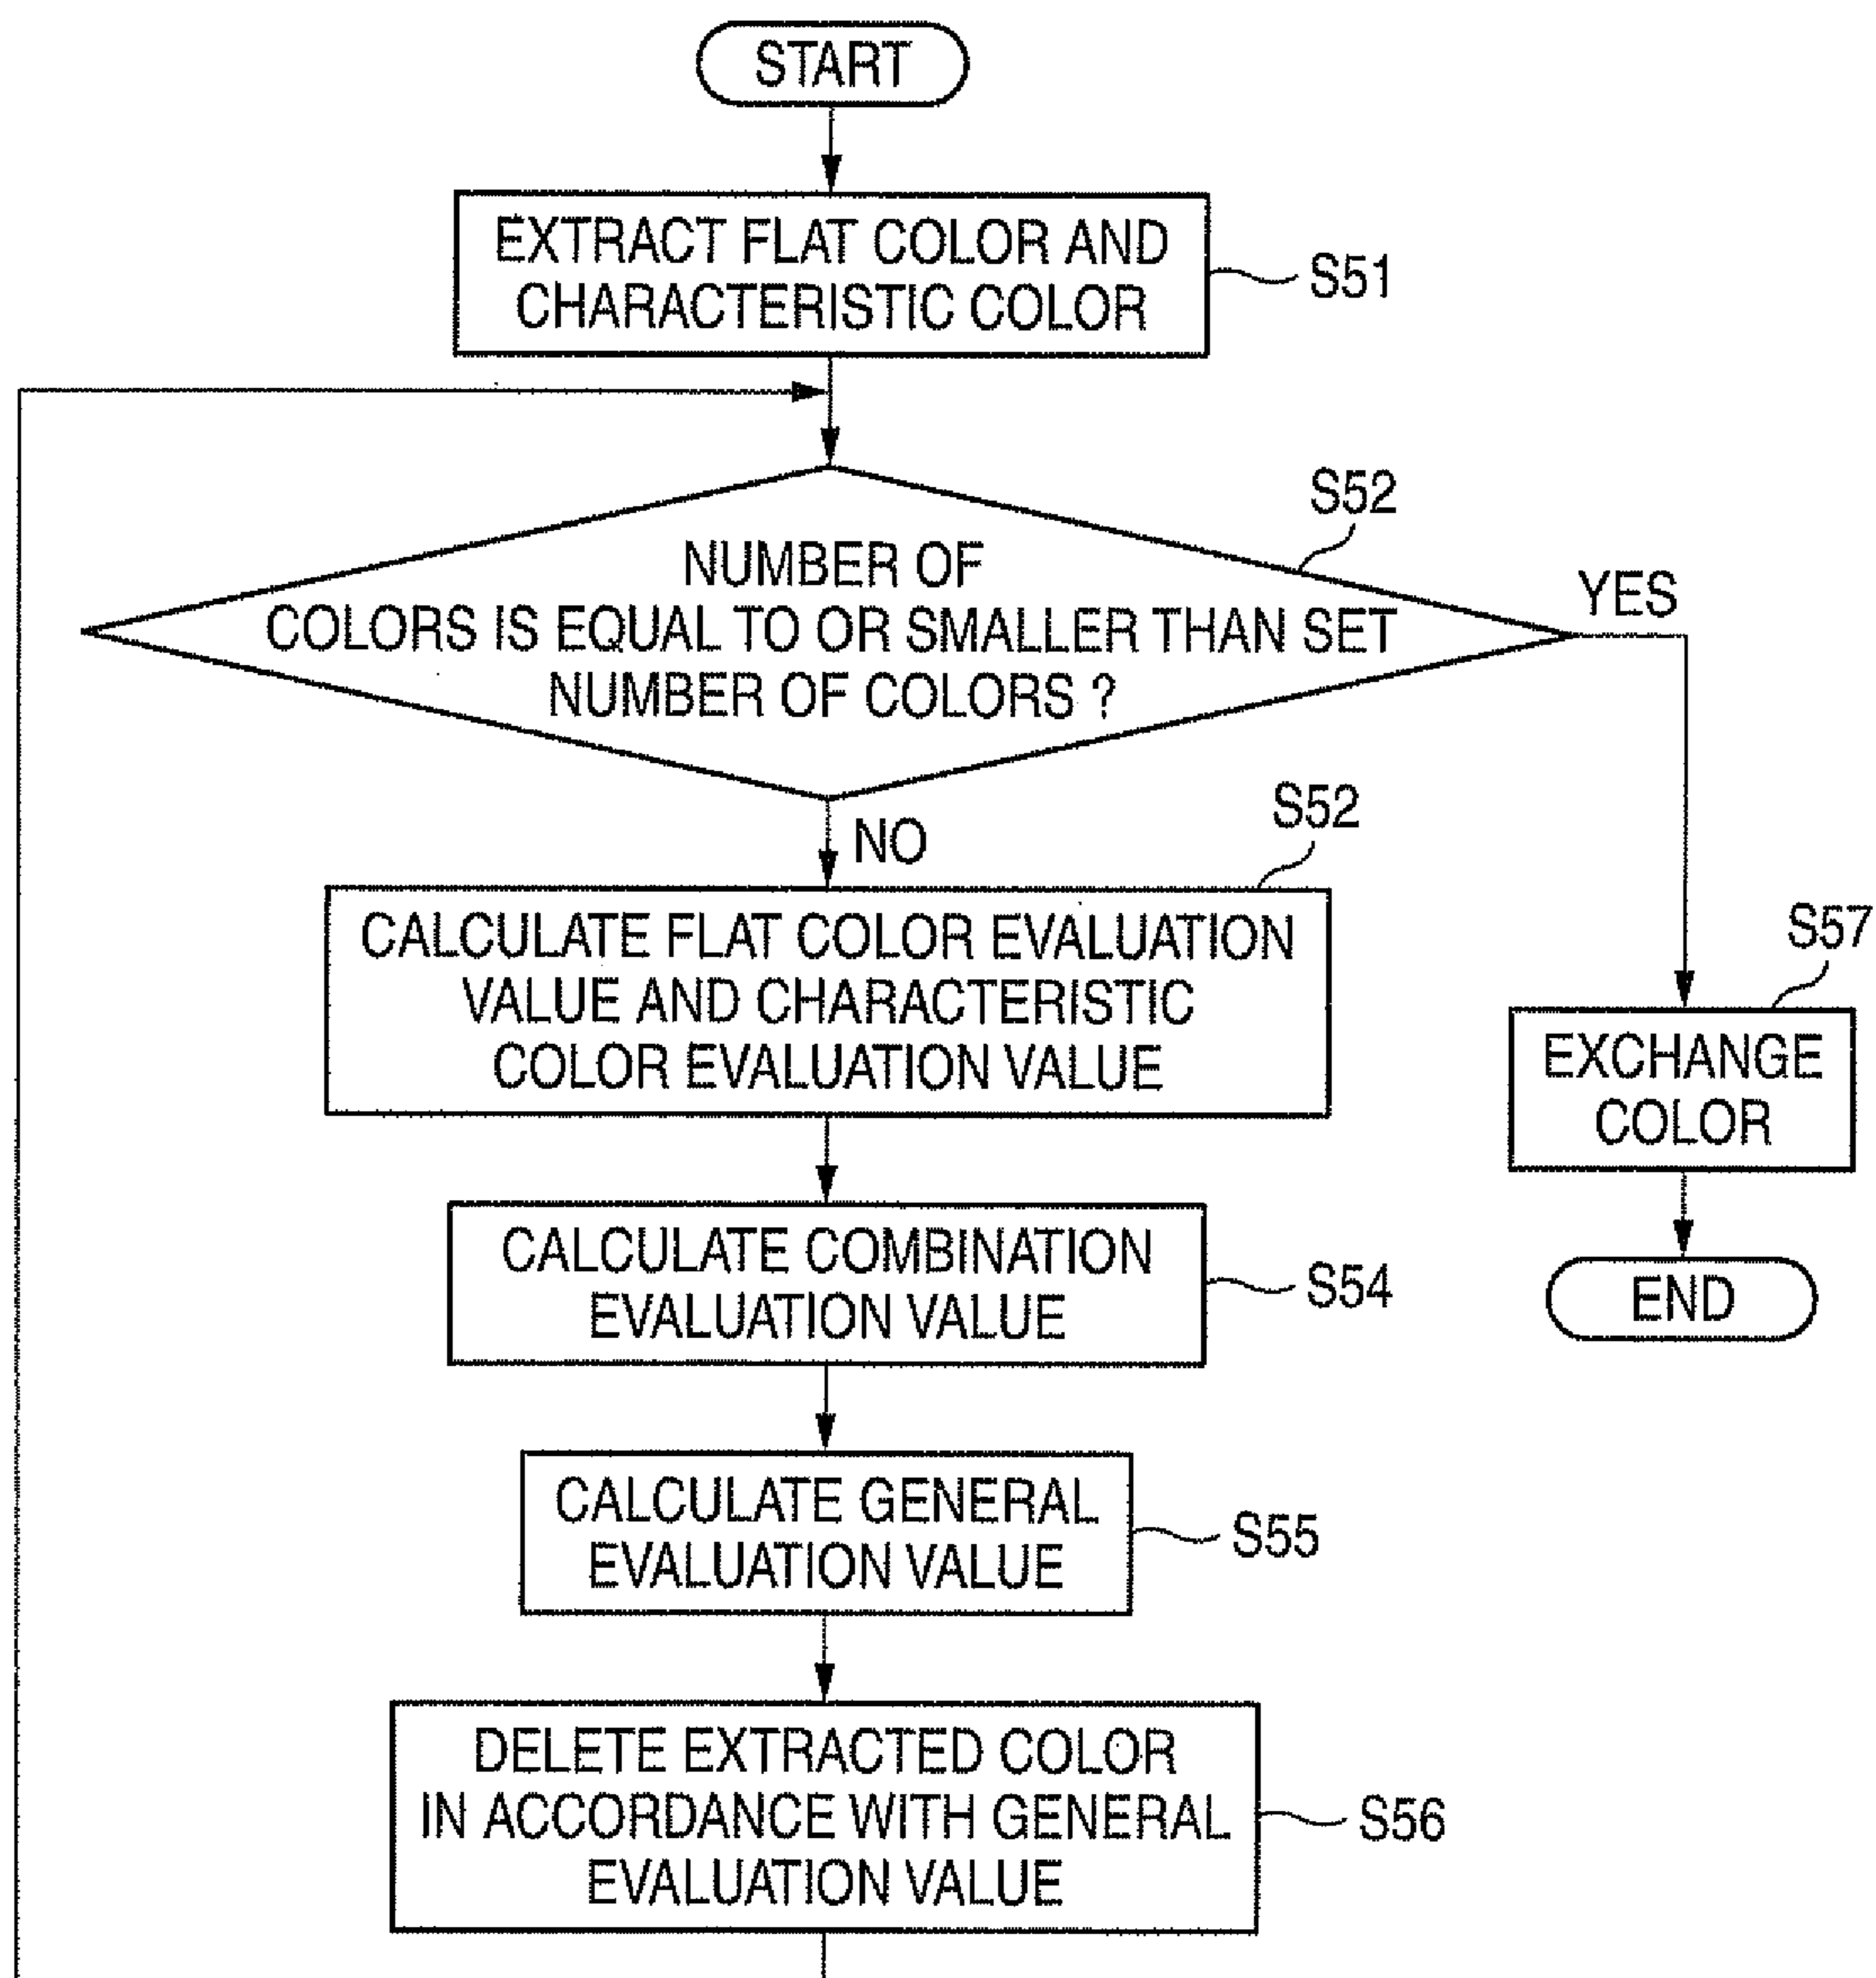 START
EXTRACT FLAT COLOR AND
CHARACTERISTIC COLOR
S51
S52
NUMBER OF
COLORS IS EQUAL TO OR SMALLER THAN SET
NUMBER OF COLORS ?
YES
NO
S52
CALCULATE FLAT COLOR EVALUATION
VALUE AND CHARACTERISTIC
COLOR EVALUATION VALUE
S57
EXCHANGE
COLOR
END
CALCULATE COMBINATION
EVALUATION VALUE
S54
CALCULATE GENERAL
EVALUATION VALUE
S55
DELETE EXTRACTED COLOR
IN ACCORDANCE WITH GENERAL
EVALUATION VALUE
S56